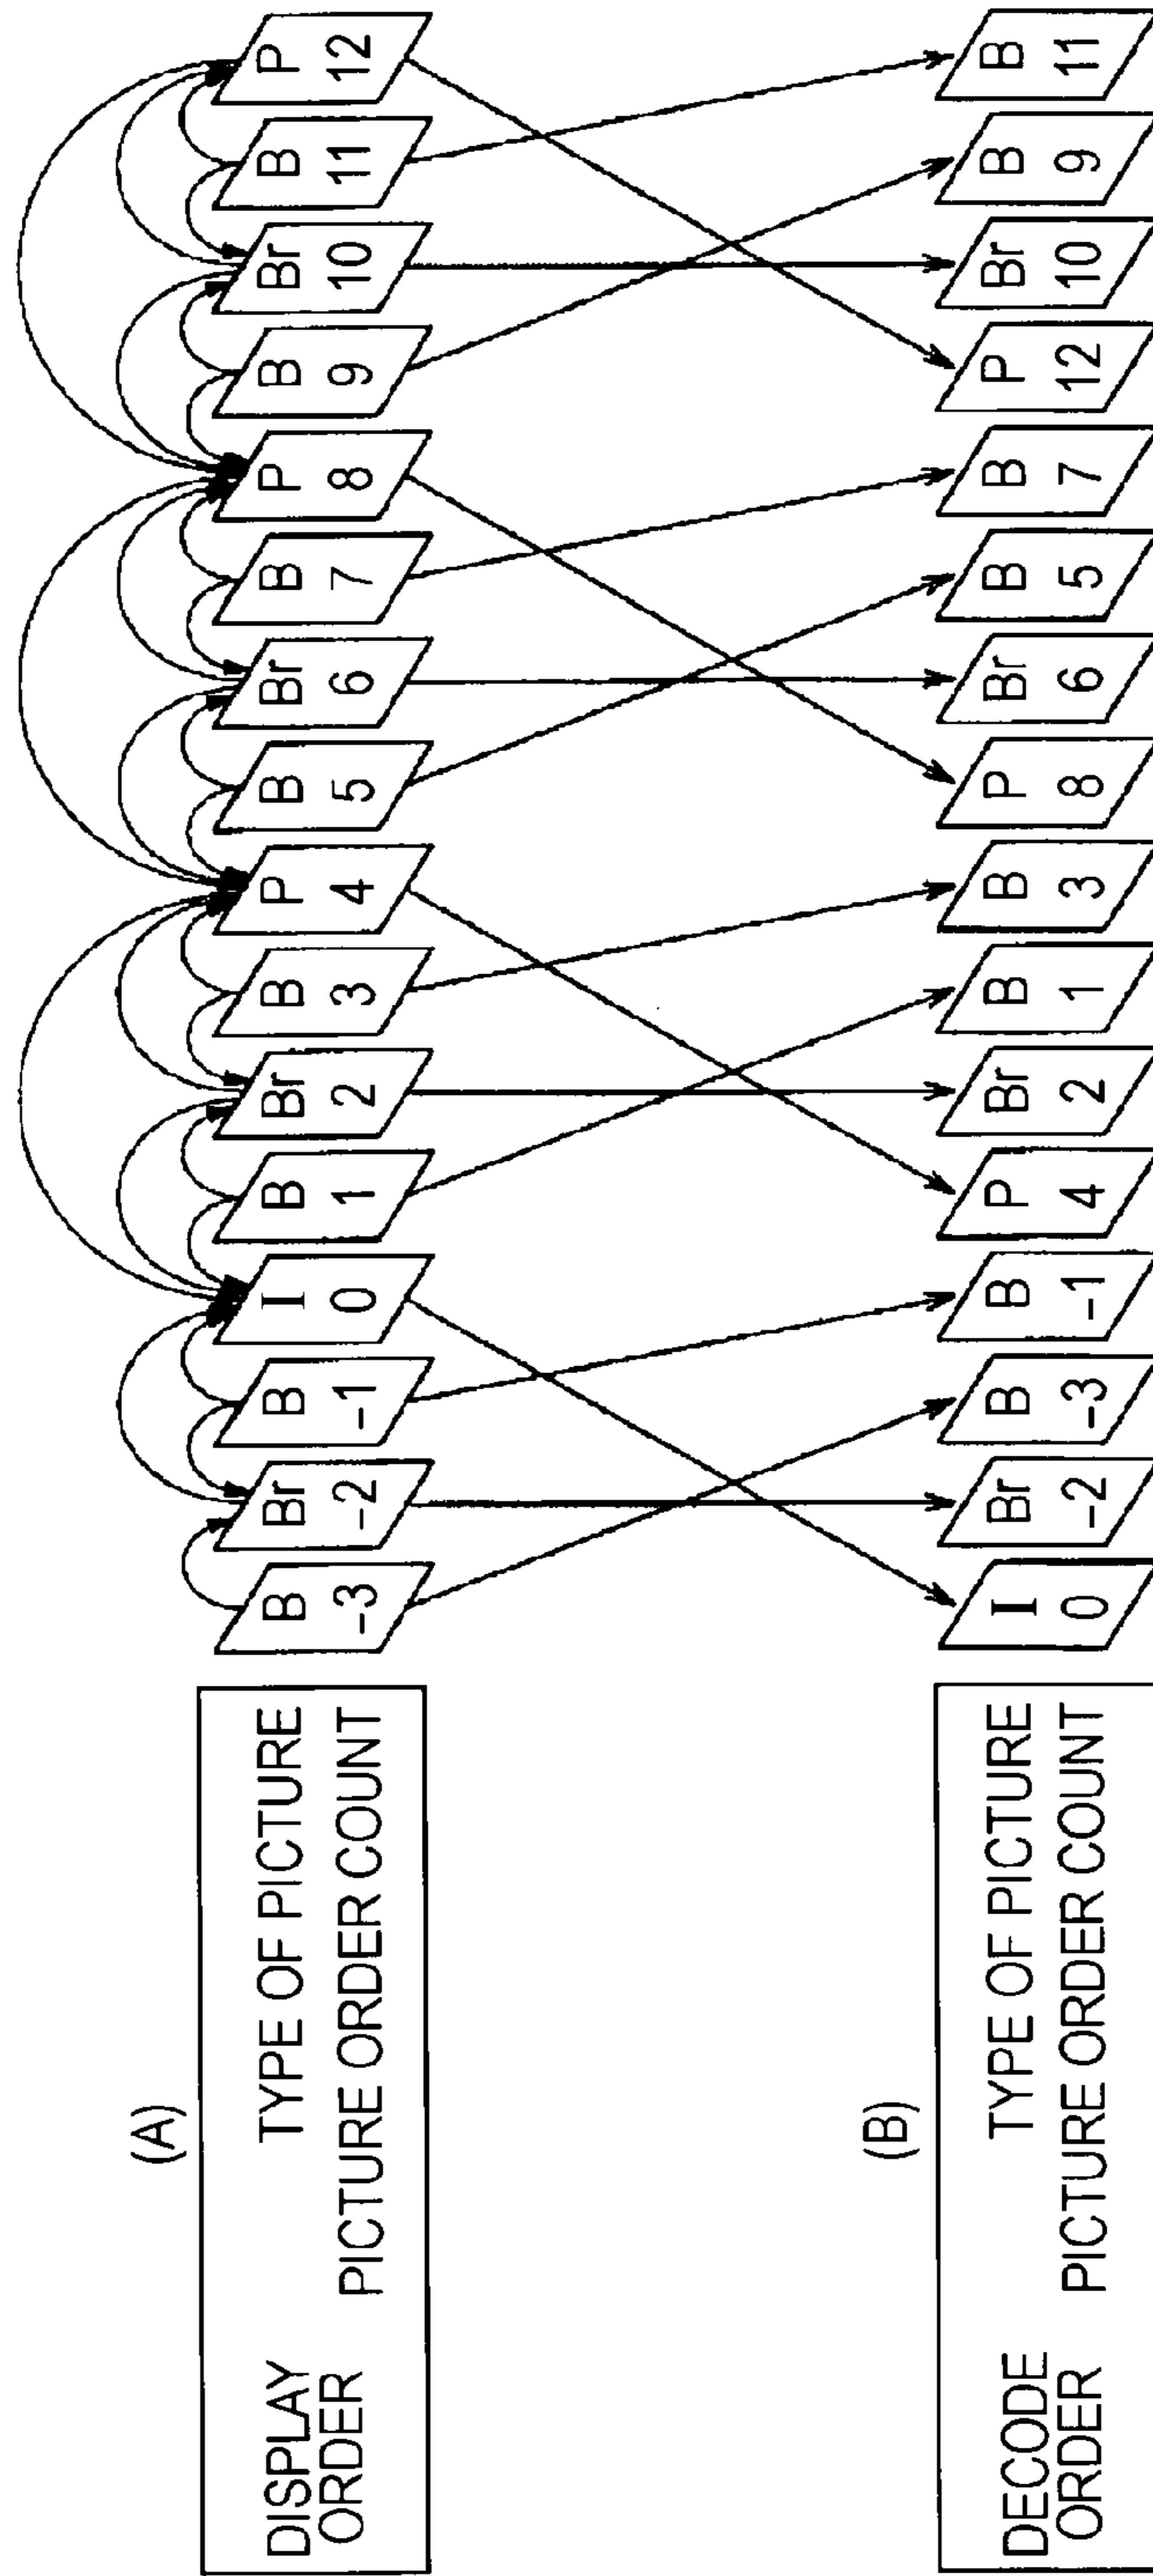 (A)
DISPLAY ORDER
TYPE OF PICTURE
PICTURE ORDER COUNT
B Br B I B Br B P B Br B P B Br B P
-3 -2 -1 0 1 2 3 4 5 6 7 8 9 10 11 12
(B)
DECODE ORDER
TYPE OF PICTURE
PICTURE ORDER COUNT
I Br B B P Br B B P Br B B P Br B B
0 -2 -3 -1 4 2 1 3 8 6 5 7 12 10 9 11